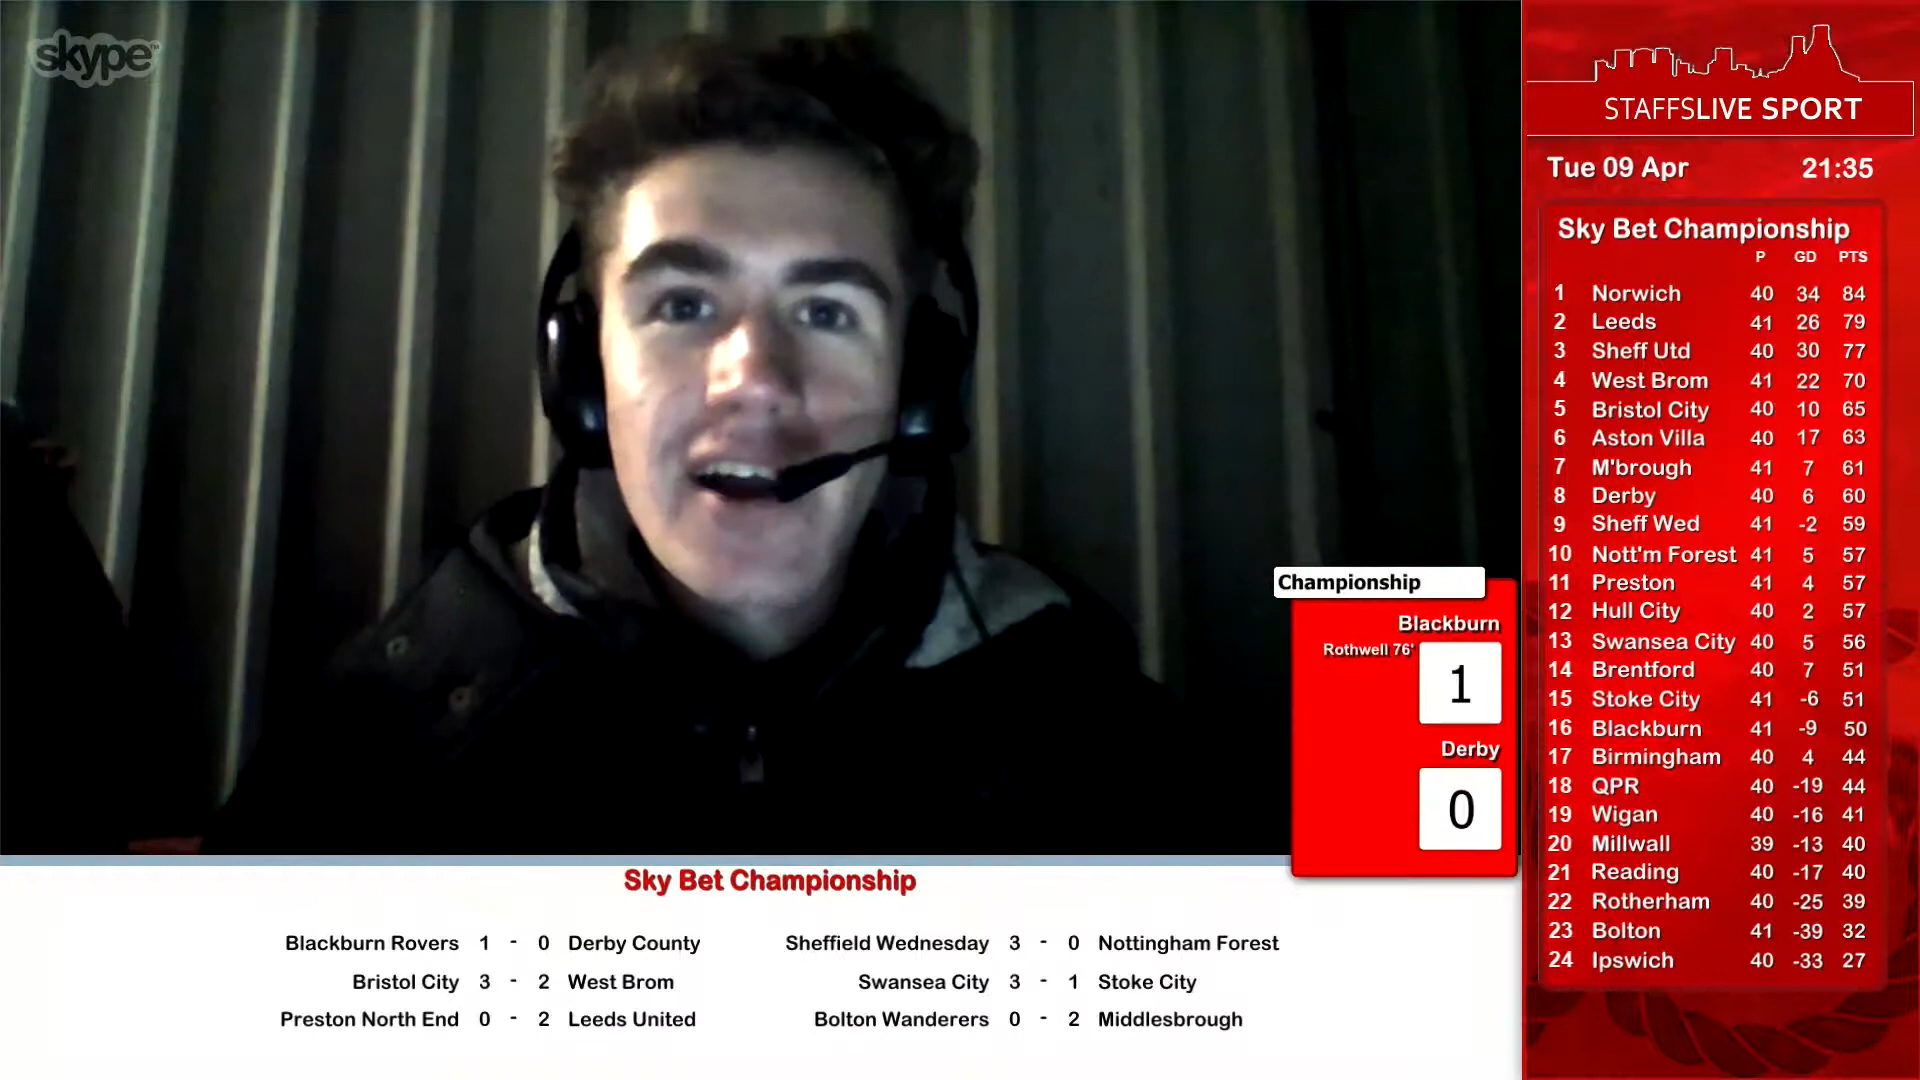 skype
STAFFSLIVE SPORT
Tue 09 Apr 21:35
Sky Bet Championship
P GD PTS
1 Norwich 40 34 84
2 Leeds 41 26 79
3 Sheff Utd 40 30 77
4 West Brom 41 22 70
5 Bristol City 40 10 65
6 Aston Villa 40 17 63
7 M'brough 41 7 61
8 Derby 40 6 60
9 Sheff Wed 41 -2 59
10 Nott'm Forest 41 5 57
11 Preston 41 4 57
12 Hull City 40 2 57
13 Swansea City 40 5 56
14 Brentford 40 7 51
15 Stoke City 41 -6 51
16 Blackburn 41 -9 50
17 Birmingham 40 4 44
18 QPR 40 -19 44
19 Wigan 40 -16 41
20 Millwall 39 -13 40
21 Reading 40 -17 40
22 Rotherham 40 -25 39
23 Bolton 41 -39 32
24 Ipswich 40 -33 27
Championship
Blackburn
Rothwell 76'
1
Derby
0
Sky Bet Championship
Blackburn Rovers 1 - 0 Derby County
Bristol City 3 - 2 West Brom
Preston North End 0 - 2 Leeds United
Sheffield Wednesday 3 - 0 Nottingham Forest
Swansea City 3 - 1 Stoke City
Bolton Wanderers 0 - 2 Middlesbrough